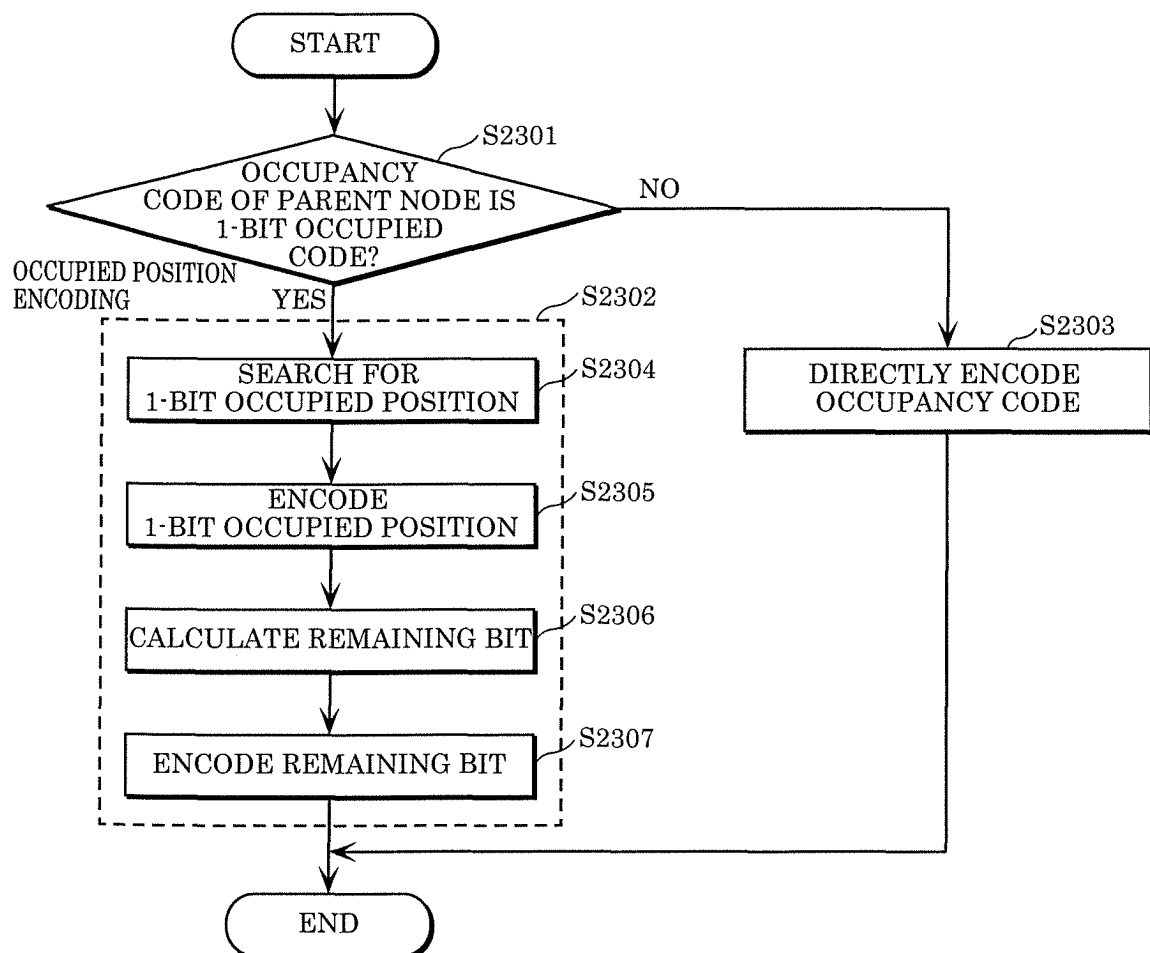 START
S2301
OCCUPANCY
CODE OF PARENT NODE IS
1-BIT OCCUPIED
CODE?
NO
OCCUPIED POSITION
ENCODING
YES
S2302
S2303
DIRECTLY ENCODE
OCCUPANCY CODE
S2304
SEARCH FOR
1-BIT OCCUPIED POSITION
S2305
ENCODE
1-BIT OCCUPIED POSITION
S2306
CALCULATE REMAINING BIT
S2307
ENCODE REMAINING BIT
END